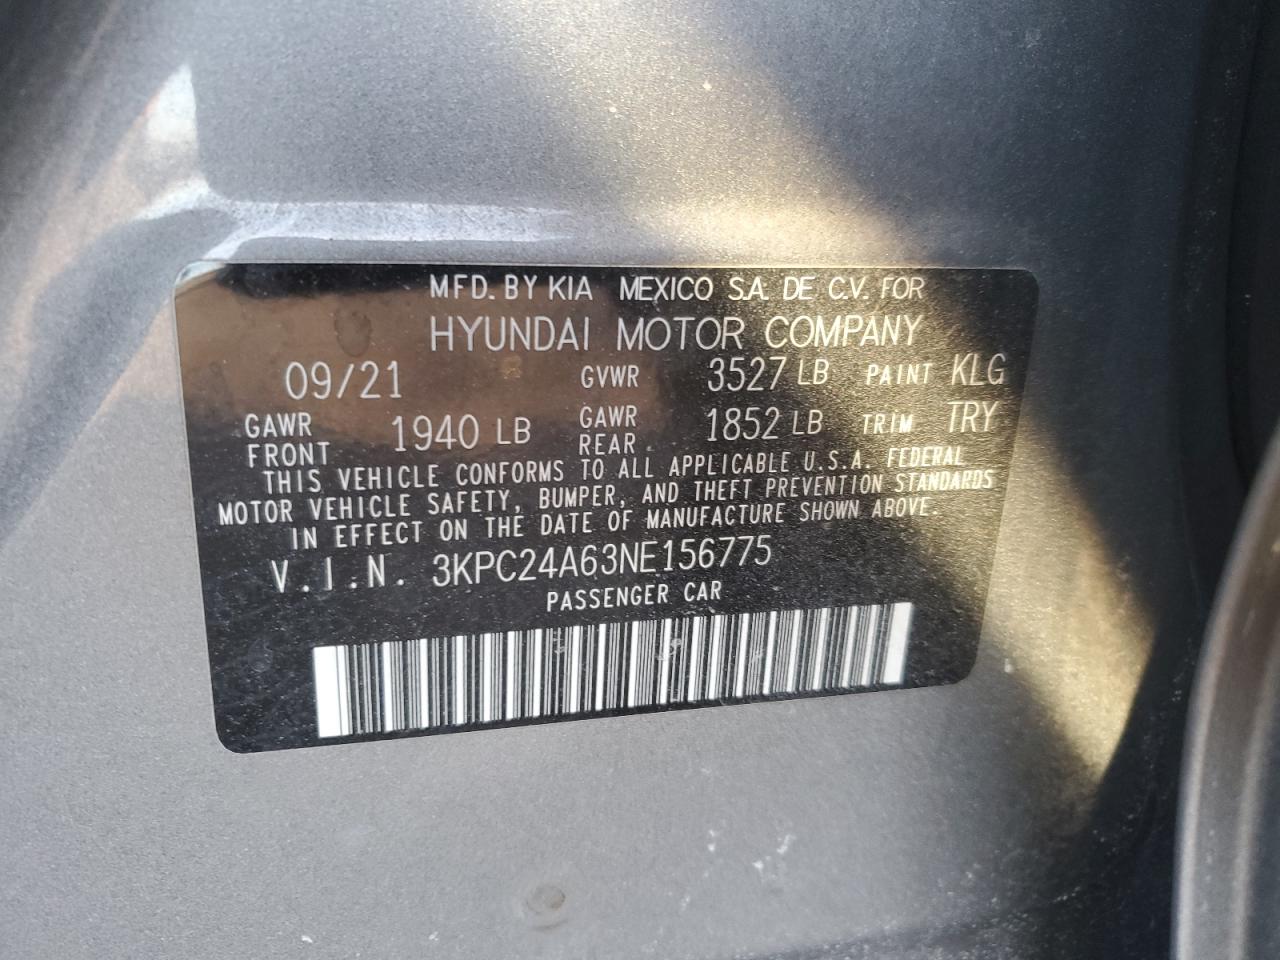 MFD. BY KIA MEXICO S.A. DE C.V. FOR
HYUNDAI MOTOR COMPANY
09/21 GVWR 3527 LB PAINT KLG
GAWR FRONT 1940 LB GAWR REAR 1852 LB TRIM TRY
THIS VEHICLE CONFORMS TO ALL APPLICABLE U.S.A. FEDERAL
MOTOR VEHICLE SAFETY, BUMPER, AND THEFT PREVENTION STANDARDS
IN EFFECT ON THE DATE OF MANUFACTURE SHOWN ABOVE.
V.I.N. 3KPC24A63NE156775
PASSENGER CAR